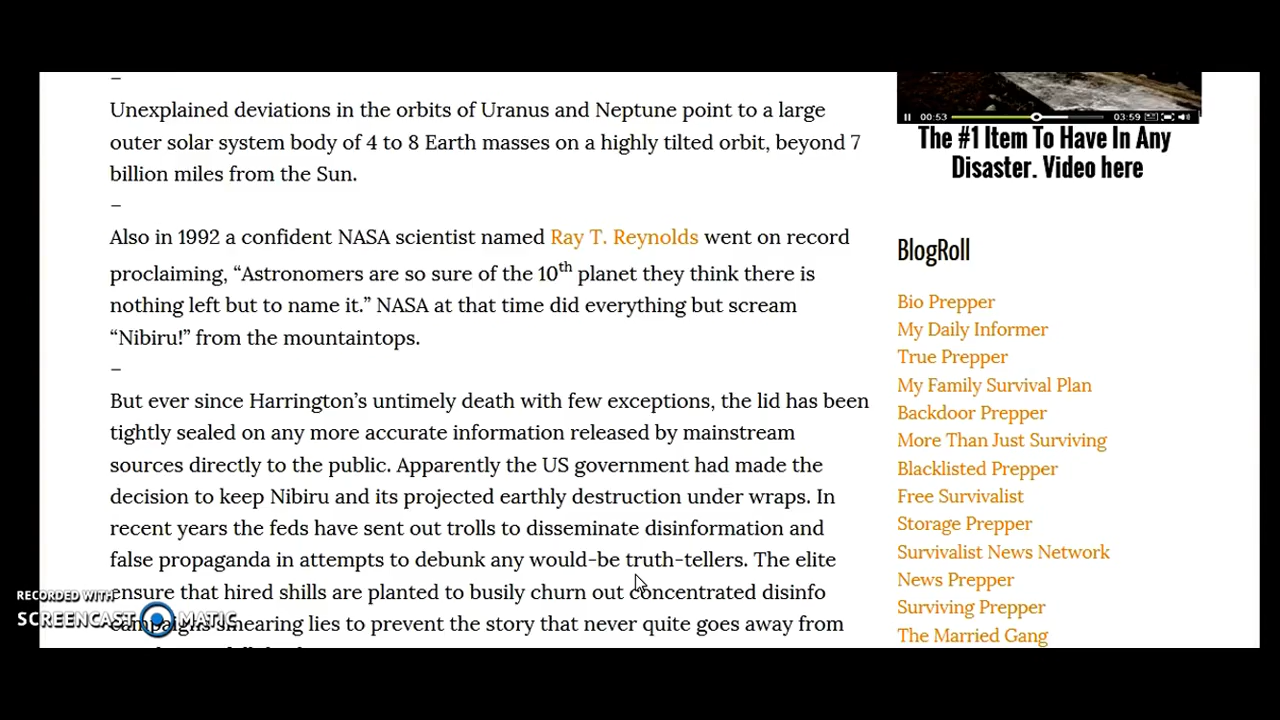 –
Unexplained deviations in the orbits of Uranus and Neptune point to a large
outer solar system body of 4 to 8 Earth masses on a highly tilted orbit, beyond 7
billion miles from the Sun.
–
Also in 1992 a confident NASA scientist named Ray T. Reynolds went on record
proclaiming, “Astronomers are so sure of the 10th planet they think there is
nothing left but to name it.” NASA at that time did everything but scream
“Nibiru!” from the mountaintops.
–
But ever since Harrington’s untimely death with few exceptions, the lid has been
tightly sealed on any more accurate information released by mainstream
sources directly to the public. Apparently the US government had made the
decision to keep Nibiru and its projected earthly destruction under wraps. In
recent years the feds have sent out trolls to disseminate disinformation and
false propaganda in attempts to debunk any would-be truth-tellers. The elite
ensure that hired shills are planted to busily churn out concentrated disinfo
campaigns smearing lies to prevent the story that never quite goes away from
00:53 03:59
The #1 Item To Have In Any
Disaster. Video here
BlogRoll
Bio Prepper
My Daily Informer
True Prepper
My Family Survival Plan
Backdoor Prepper
More Than Just Surviving
Blacklisted Prepper
Free Survivalist
Storage Prepper
Survivalist News Network
News Prepper
Surviving Prepper
The Married Gang
RECORDED WITH
SCREENCAST MATIC